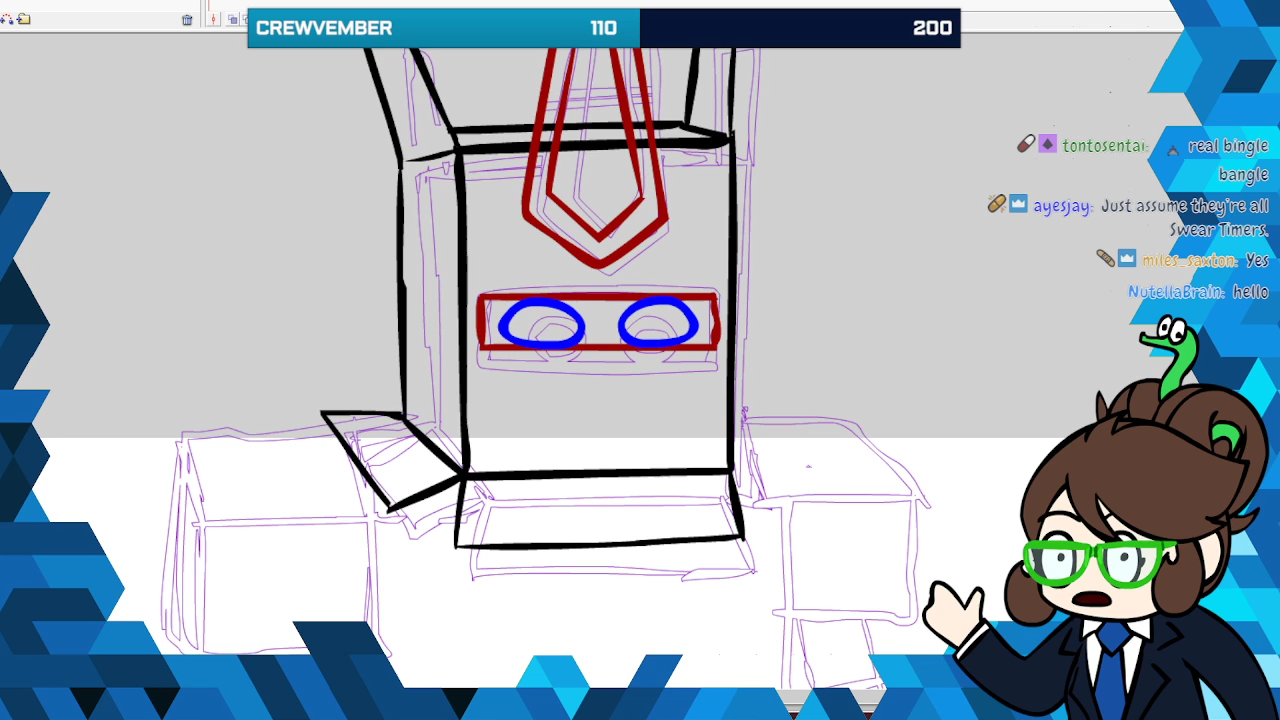 CREWVEMBER 110 200
tontosentai: real bingle
bangle
ayesjay: Just assume they're all
Swear Timers.
miles_saxton: Yes
NutellaBrain: hello